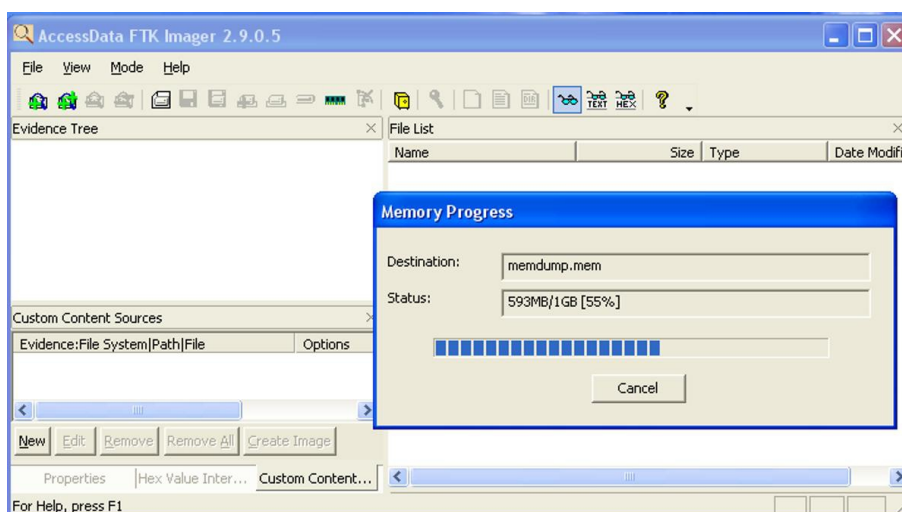 AccessData FTK Imager 2.9.0.5
File View Mode Help
TEXT HEX
Evidence Tree
File List
Name Size Type Date Modifi
Memory Progress
Destination: memdump.mem
Status: 593MB/1GB [55%]
Cancel
Custom Content Sources
Evidence:File System|Path|File Options
New Edit Remove Remove All Create Image
Properties Hex Value Inter... Custom Content...
For Help, press F1